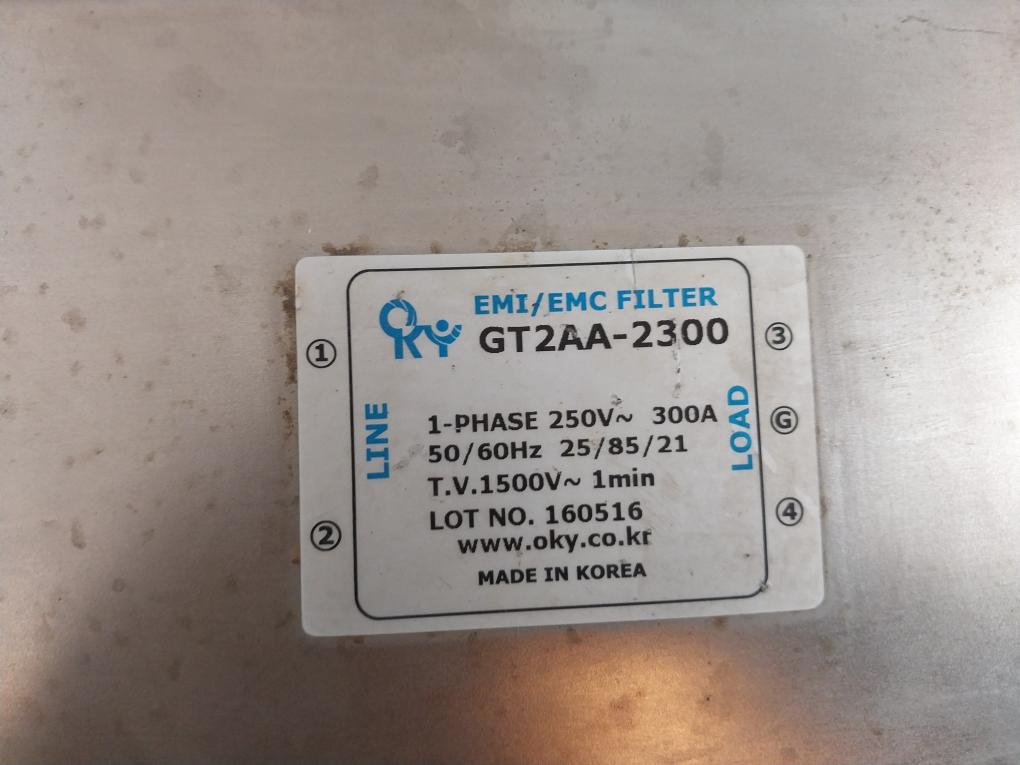 OKY
EMI/EMC FILTER
GT2AA-2300
① ③
LINE
LOAD
Ⓖ
1-PHASE 250V~ 300A
50/60Hz 25/85/21
T.V.1500V~ 1min
② ④
LOT NO. 160516
www.oky.co.kr
MADE IN KOREA